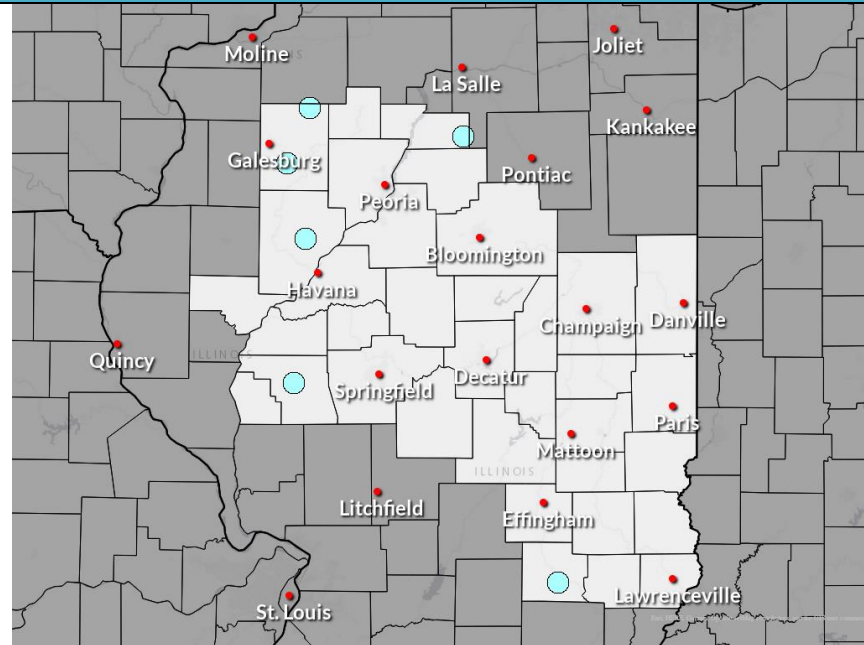 Moline
Joliet
La Salle
Kankakee
Galesburg
Pontiac
Peoria
Bloomington
Havana
Champaign
Danville
Quincy
ILLINOIS
Springfield
Decatur
Paris
Mattoon
ILLINOIS
Litchfield
Effingham
St. Louis
Lawrenceville